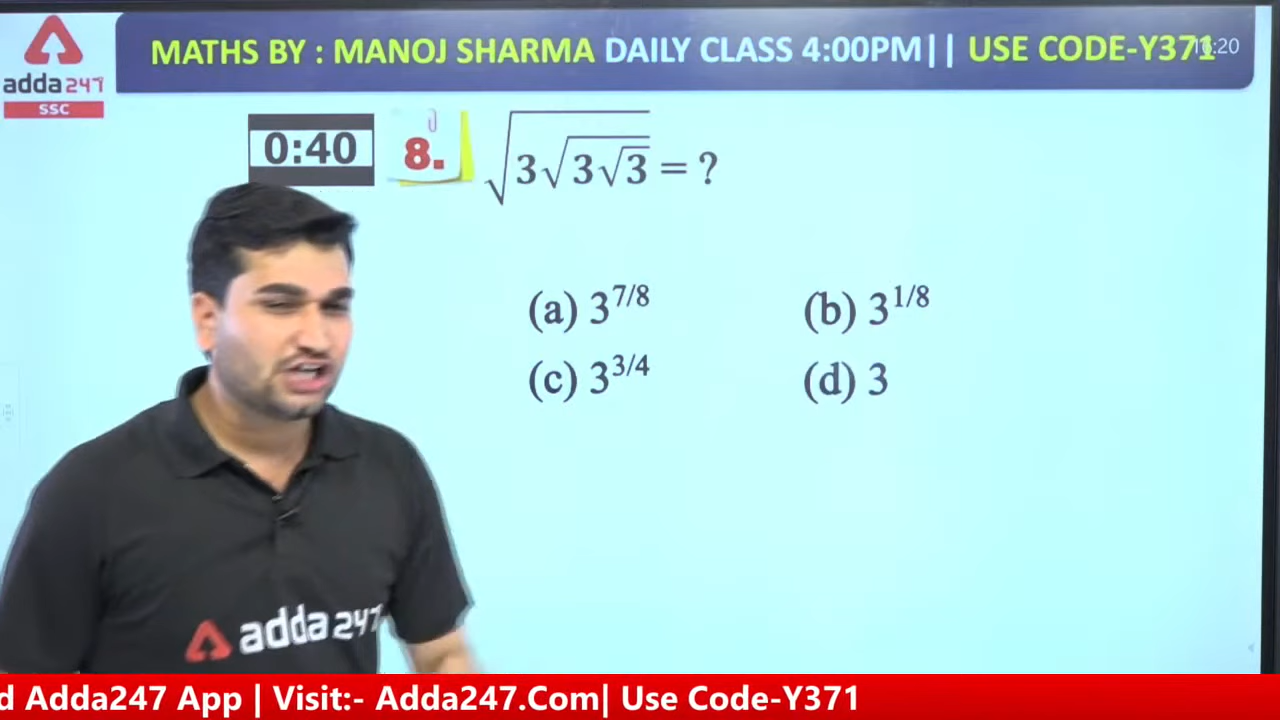 MATHS BY : MANOJ SHARMA DAILY CLASS 4:00PM|| USE CODE-Y371
adda247
SSC
0:40
8. √(3√(3√3)) = ?
(a) 3^{7/8} (b) 3^{1/8}
(c) 3^{3/4} (d) 3
adda247
d Adda247 App | Visit:- Adda247.Com| Use Code-Y371